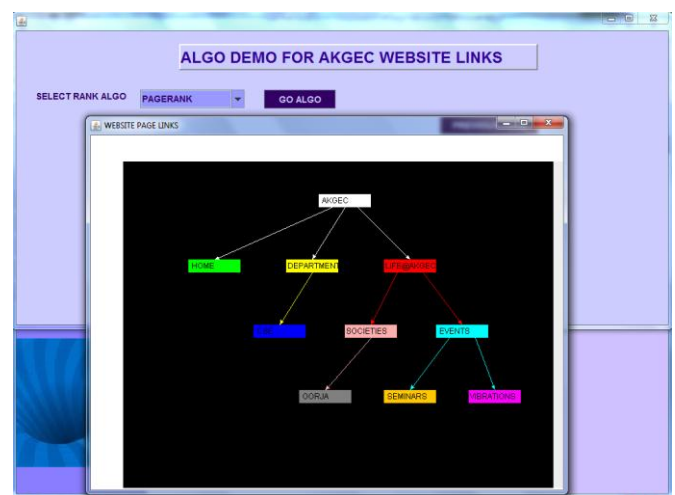 ALGO DEMO FOR AKGEC WEBSITE LINKS
SELECT RANK ALGO PAGERANK GO ALGO
WEBSITE PAGE LINKS
AKGEC
HOME DEPARTMENT LIFE@AKGEC
SOCIETIES EVENTS
OORJA SEMINARS VIBRATIONS